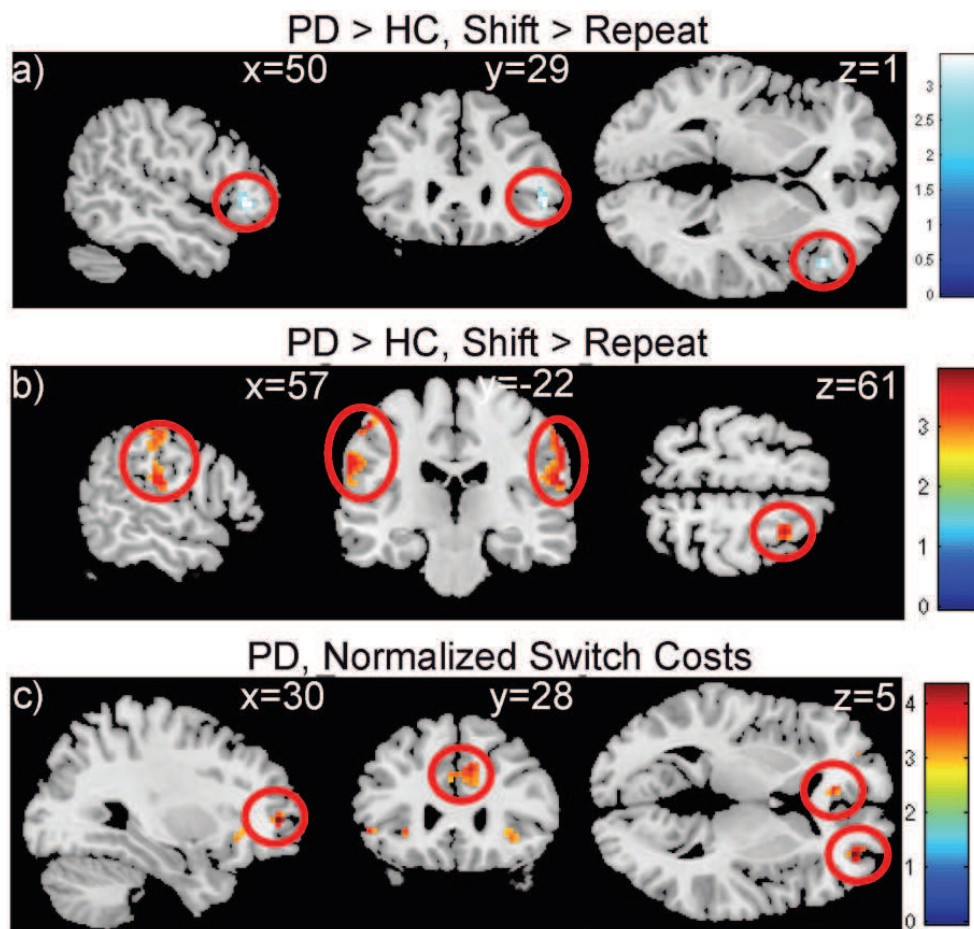 PD > HC, Shift > Repeat
a) x=50 y=29 z=1
3
2.5
2
1.5
1
0.5
0
PD > HC, Shift > Repeat
b) x=57 y=-22 z=61
3
2
1
0
PD, Normalized Switch Costs
c) x=30 y=28 z=5
4
3
2
1
0